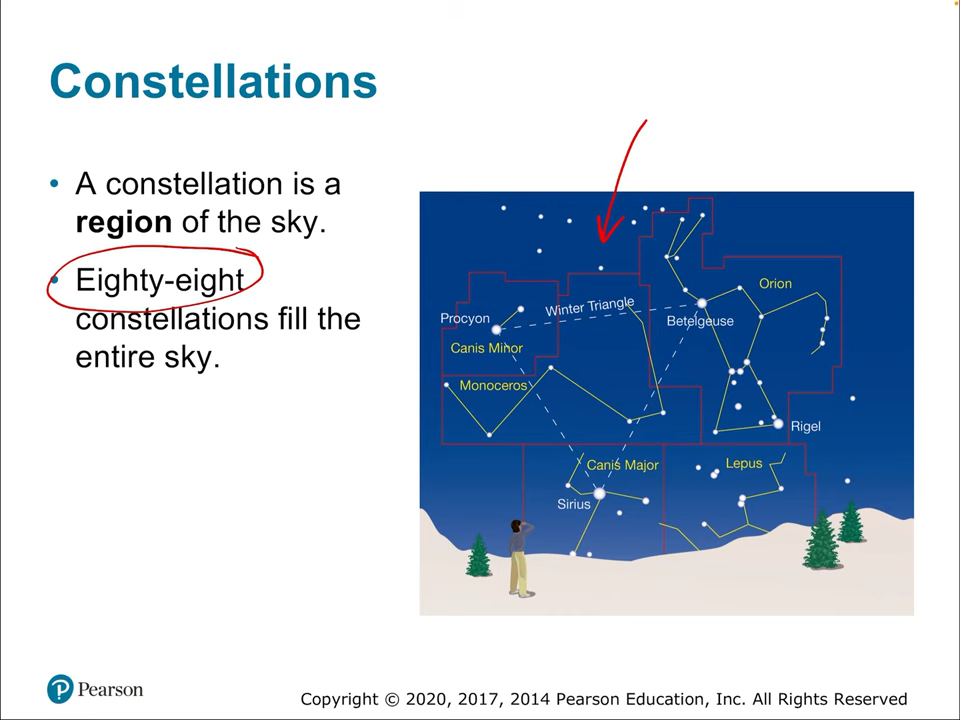 Constellations
• A constellation is a
region of the sky.
• Eighty-eight
constellations fill the
entire sky.
Orion
Winter Triangle
Procyon
Betelgeuse
Canis Minor
Monoceros
Rigel
Canis Major
Lepus
Sirius
P Pearson
Copyright © 2020, 2017, 2014 Pearson Education, Inc. All Rights Reserved